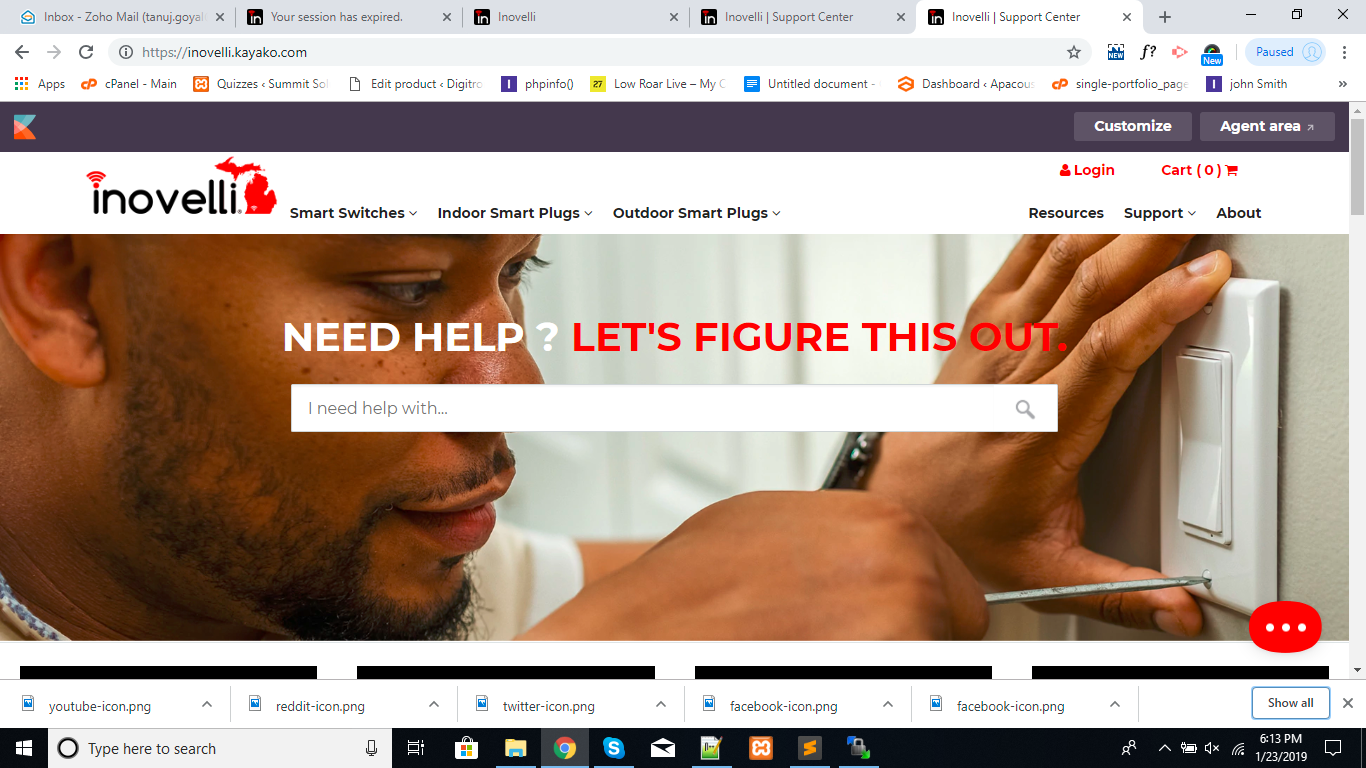 Inbox - Zoho Mail (tanuj.goyal
Your session has expired.
Inovelli
Inovelli | Support Center
Inovelli | Support Center
https://inovelli.kayako.com
NEW
f?
New
Paused
Apps
cPanel - Main
Quizzes ‹ Summit Sol
Edit product ‹ Digitro
phpinfo()
27 Low Roar Live – My C
Untitled document -
Dashboard ‹ Apacous
single-portfolio_page
john Smith
»
Customize
Agent area
inovelli
Login
Cart ( 0 )
Smart Switches
Indoor Smart Plugs
Outdoor Smart Plugs
Resources
Support
About
NEED HELP ? LET'S FIGURE THIS OUT.
I need help with...
youtube-icon.png
reddit-icon.png
twitter-icon.png
facebook-icon.png
facebook-icon.png
Show all
Type here to search
6:13 PM
1/23/2019